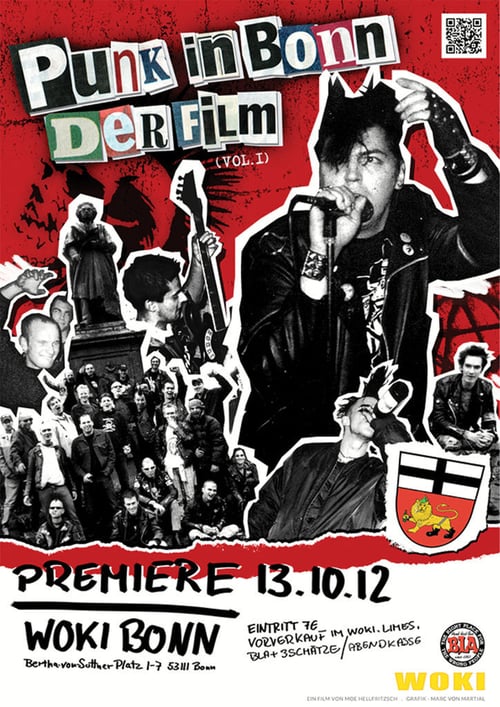 Punk in Bonn
Der Film
(VOL.I)
PREMIERE 13.10.12
WOKI BONN
Bertha-von-Suttner Platz 1-7 53111 Bonn
EINTRITT 7€
VORVERKAUF IM WOKI. LIMES.
BLA + 3SCHÄTZE / ABENDKASSE
BLA
WOKI
EIN FILM VON MOE HELLFRITZSCH . GRAFIK - MARC VON MARTIAL